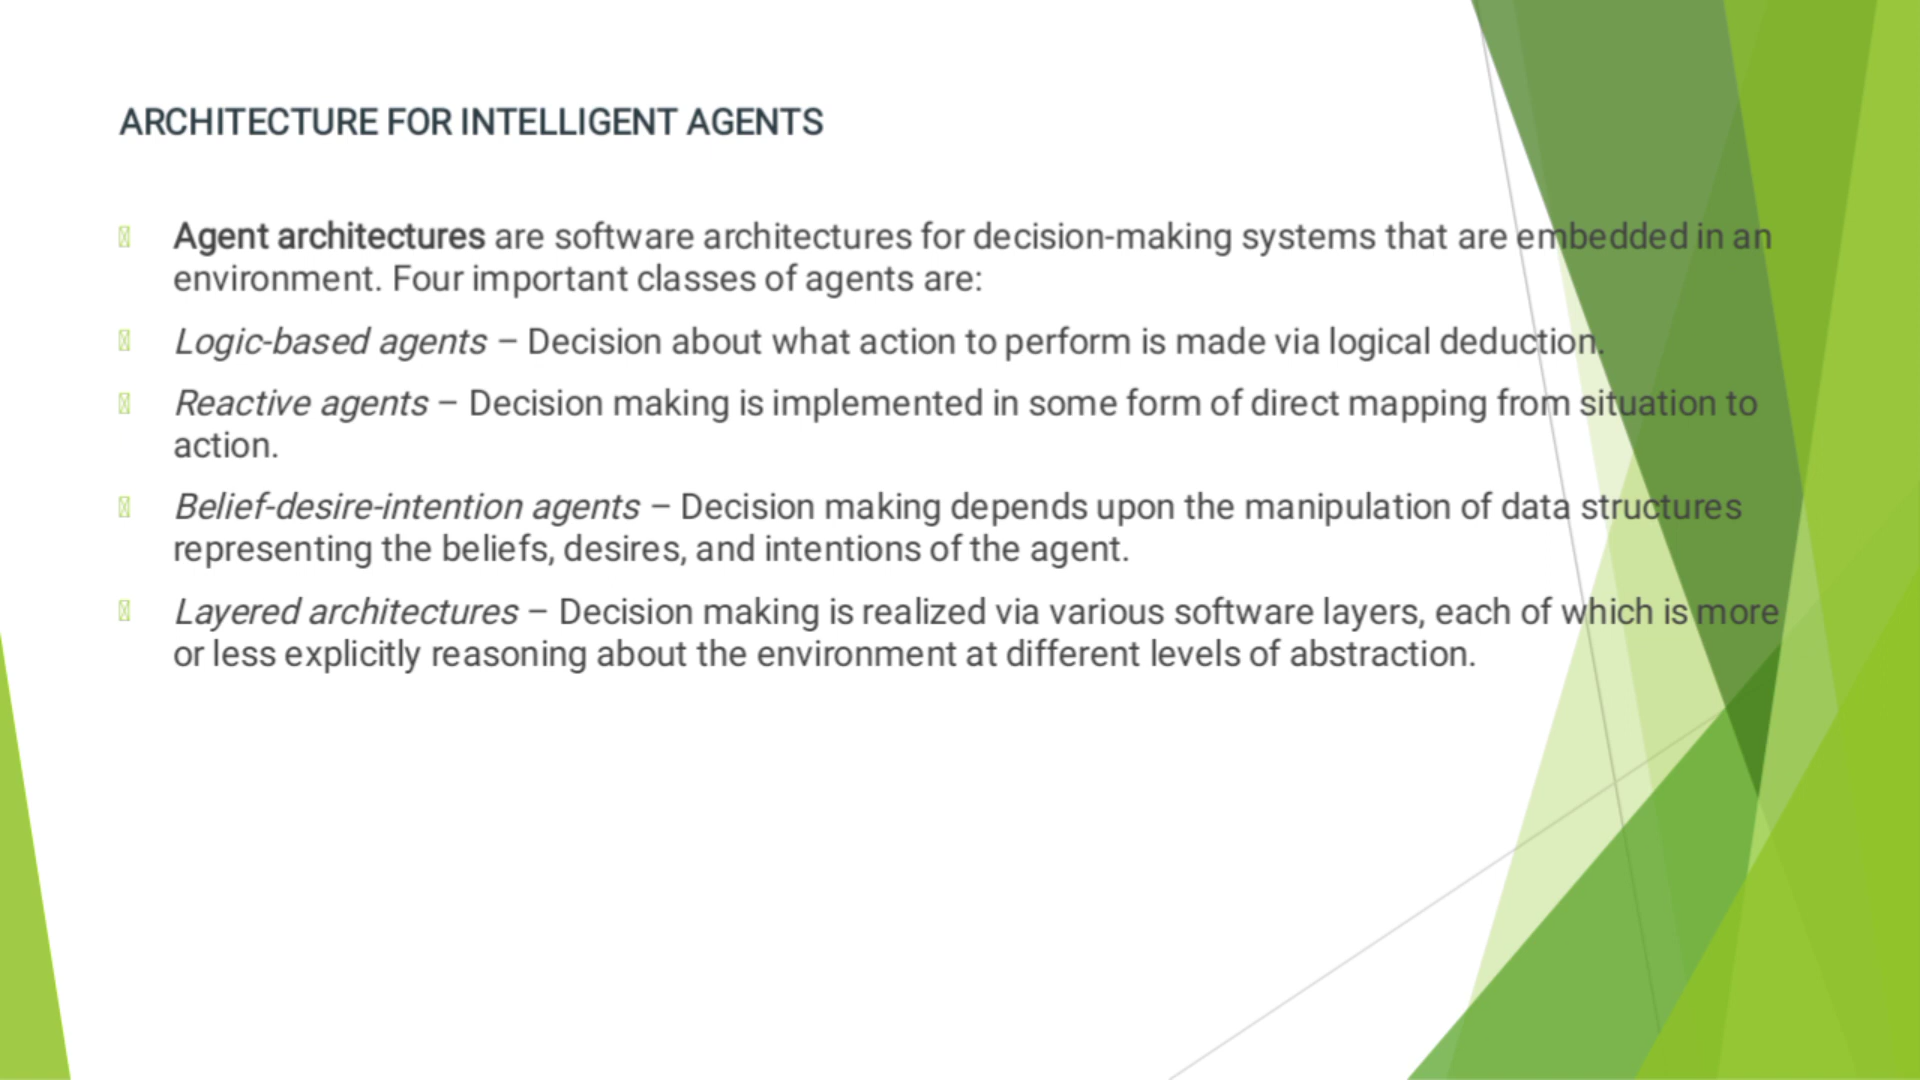 ARCHITECTURE FOR INTELLIGENT AGENTS
Agent architectures are software architectures for decision-making systems that are embedded in an
environment. Four important classes of agents are:
Logic-based agents – Decision about what action to perform is made via logical deduction.
Reactive agents – Decision making is implemented in some form of direct mapping from situation to
action.
Belief-desire-intention agents – Decision making depends upon the manipulation of data structures
representing the beliefs, desires, and intentions of the agent.
Layered architectures – Decision making is realized via various software layers, each of which is more
or less explicitly reasoning about the environment at different levels of abstraction.